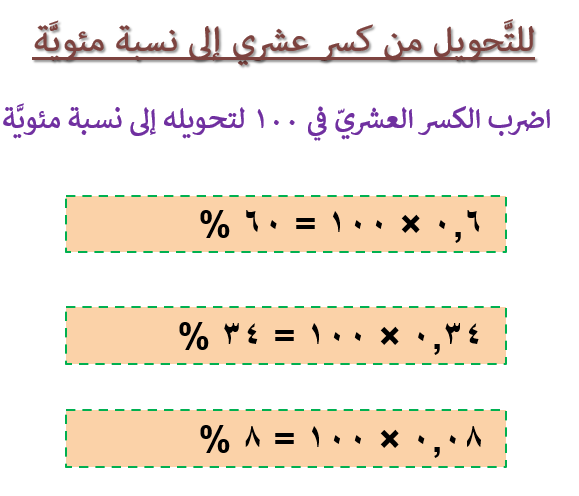 للتَّحويل من كسر عشري إلى نسبة مئويَّة
اضرب الكسر العشريّ في ١٠٠ لتحويله إلى نسبة مئويَّة
٠,٦ × ١٠٠ = ٦٠ %
٠,٣٤ × ١٠٠ = ٣٤ %
٠,٠٨ × ١٠٠ = ٨ %